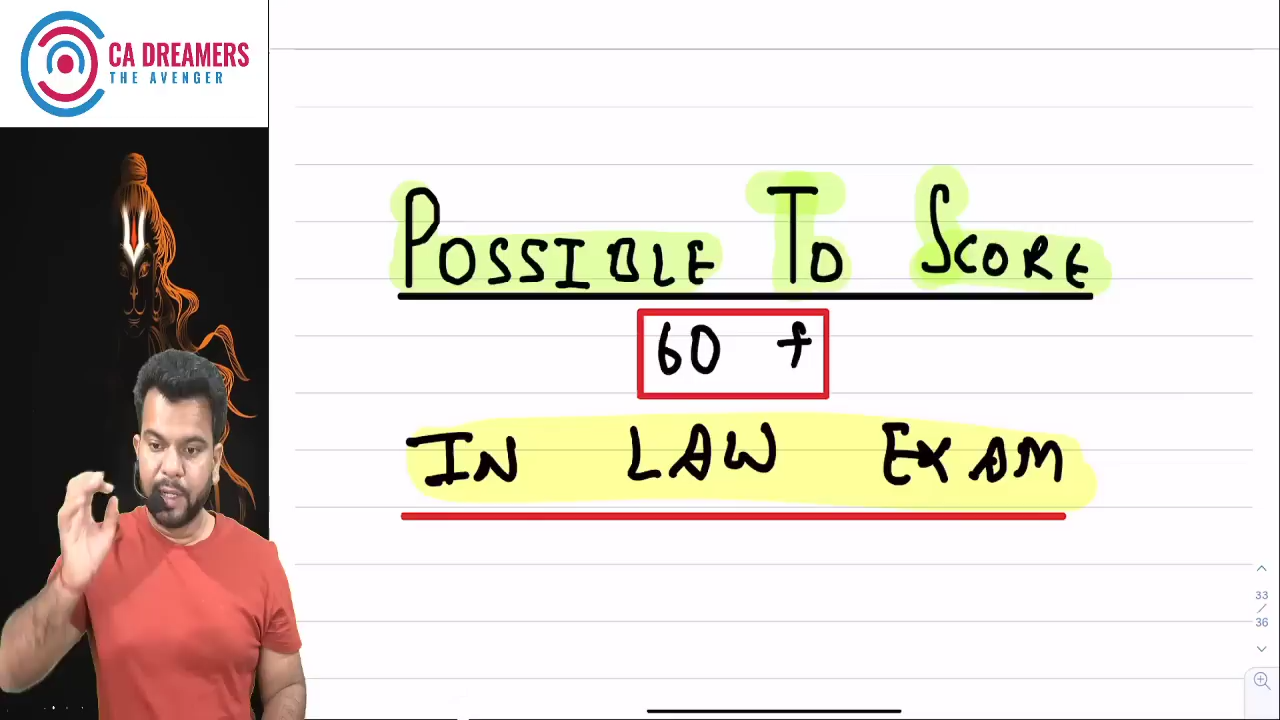 CA DREAMERS
THE AVENGER
POSSIBLE TO SCORE
60 +
IN LAW EXAM
33
/
36